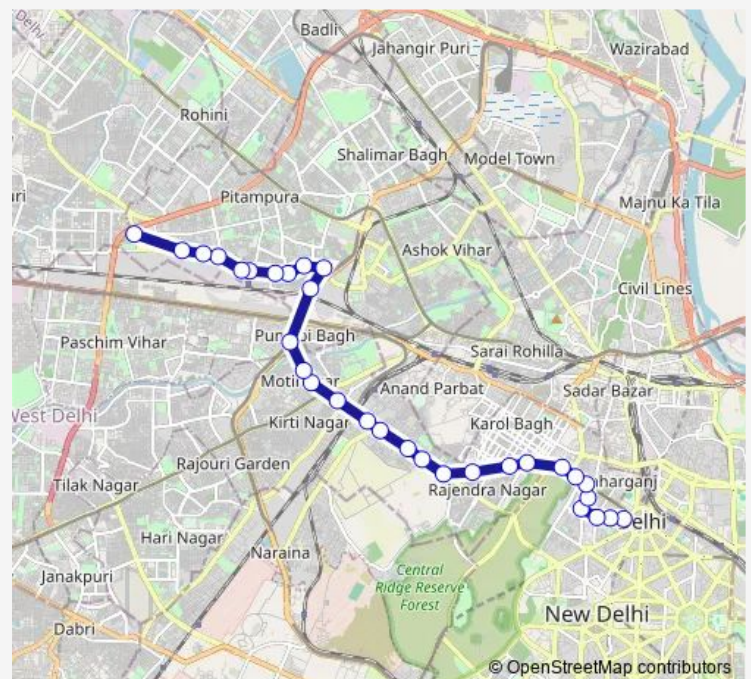 Badli
Delhi
Jahangir Puri
Wazirabad
Rohini
Shalimar Bagh
Model Town
Pitampura
Majnu Ka Tila
Ashok Vihar
Civil Lines
Paschim Vihar
Bagh
Sarai Rohilla
Anand Parbat
Sadar Bazar
West Delhi
Kirti Nagar
Karol Bagh
Rajouri Garden
Rajendra Nagar
Tilak Nagar
Hari Nagar
Naraina
Janakpuri
Central
Ridge Reserve
Forest
New Delhi
Dabri
© OpenStreetMap contributors